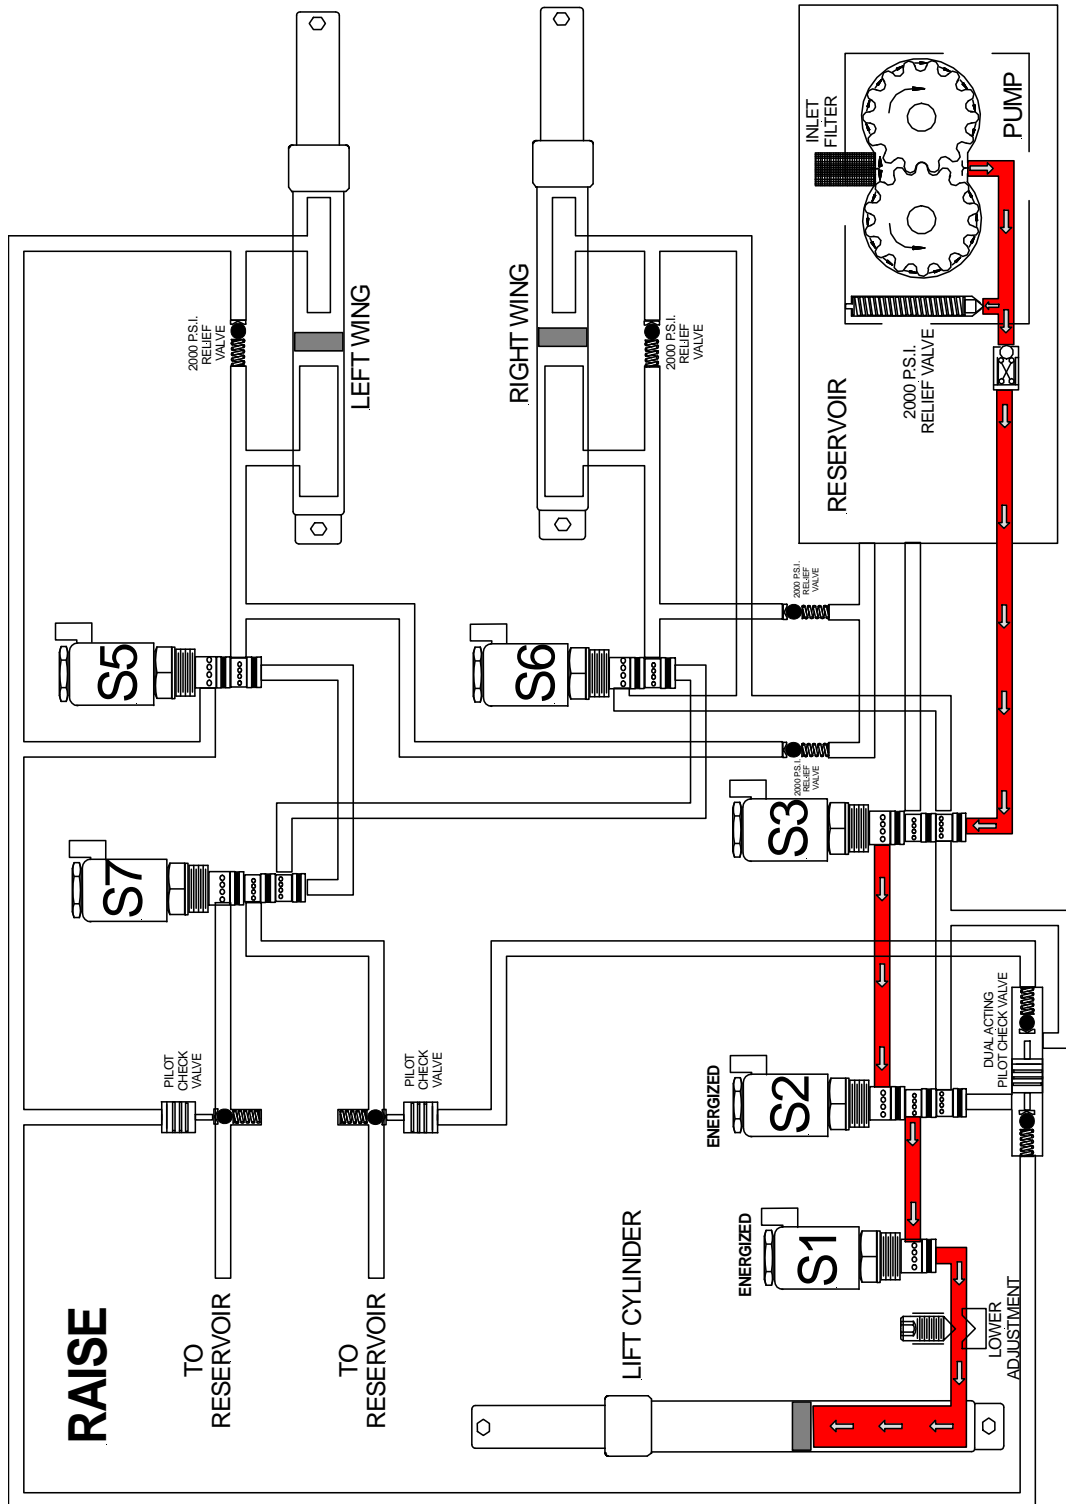 RAISE
TO
RESERVOIR
TO
RESERVOIR
PILOT
CHECK
VALVE
PILOT
CHECK
VALVE
S7
S5
2000 P.S.I.
RELIEF
VALVE
LEFT WING
RIGHT WING
2000 P.S.I.
RELIEF
VALVE
S6
2000 P.S.I.
RELIEF
VALVE
2000 P.S.I.
RELIEF
VALVE
S3
RESERVOIR
INLET
FILTER
PUMP
2000 P.S.I.
RELIEF VALVE
DUAL ACTING
PILOT CHECK VALVE
ENERGIZED
S2
ENERGIZED
S1
LIFT CYLINDER
LOWER
ADJUSTMENT